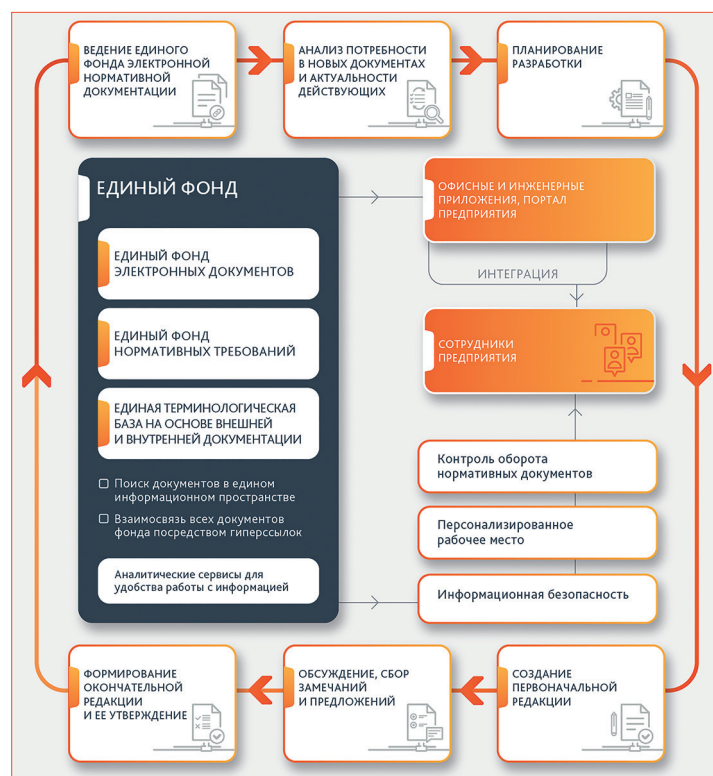 ВЕДЕНИЕ ЕДИНОГО
ФОНДА ЭЛЕКТРОННОЙ
НОРМАТИВНОЙ
ДОКУМЕНТАЦИИ
АНАЛИЗ ПОТРЕБНОСТИ
В НОВЫХ ДОКУМЕНТАХ
И АКТУАЛЬНОСТИ
ДЕЙСТВУЮЩИХ
ПЛАНИРОВАНИЕ
РАЗРАБОТКИ
ЕДИНЫЙ ФОНД
ЕДИНЫЙ ФОНД
ЭЛЕКТРОННЫХ ДОКУМЕНТОВ
ЕДИНЫЙ ФОНД
НОРМАТИВНЫХ ТРЕБОВАНИЙ
ЕДИНАЯ ТЕРМИНОЛОГИЧЕСКАЯ
БАЗА НА ОСНОВЕ ВНЕШНЕЙ
И ВНУТРЕННЕЙ ДОКУМЕНТАЦИИ
Поиск документов в едином
информационном пространстве
Взаимосвязь всех документов
фонда посредством гиперссылок
Аналитические сервисы для
удобства работы с информацией
ОФИСНЫЕ И ИНЖЕНЕРНЫЕ
ПРИЛОЖЕНИЯ, ПОРТАЛ
ПРЕДПРИЯТИЯ
ИНТЕГРАЦИЯ
СОТРУДНИКИ
ПРЕДПРИЯТИЯ
Контроль оборота
нормативных документов
Персонализированное
рабочее место
Информационная безопасность
ФОРМИРОВАНИЕ
ОКОНЧАТЕЛЬНОЙ
РЕДАКЦИИ
И ЕЕ УТВЕРЖДЕНИЕ
ОБСУЖДЕНИЕ, СБОР
ЗАМЕЧАНИЙ
И ПРЕДЛОЖЕНИЙ
СОЗДАНИЕ
ПЕРВОНАЧАЛЬНОЙ
РЕДАКЦИИ